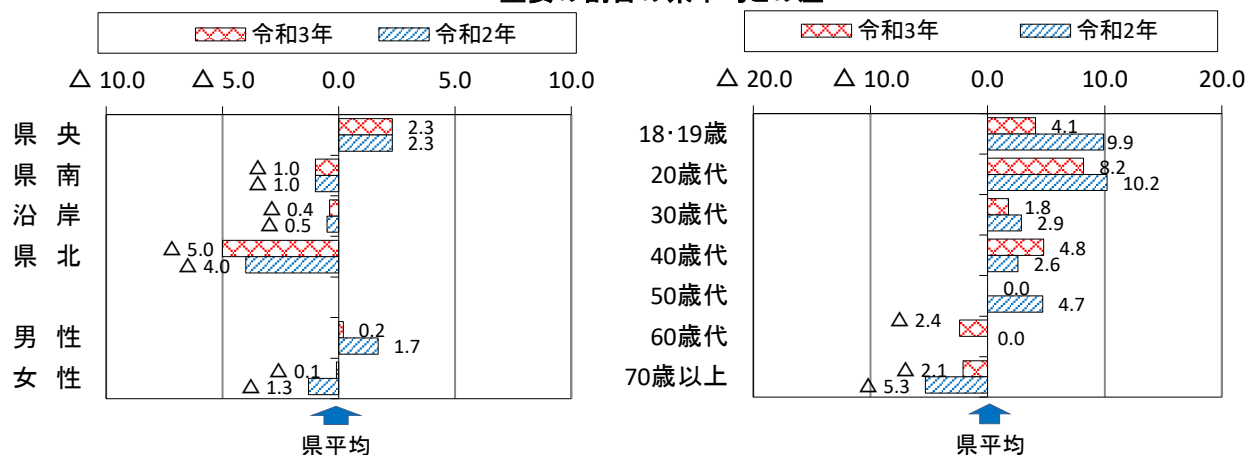 令和3年 令和2年
△ 10.0 △ 5.0 0.0 5.0 10.0
県 央 2.3
2.3
県 南 △ 1.0
△ 1.0
沿 岸 △ 0.4
△ 0.5
県 北 △ 5.0
△ 4.0
男 性 0.2
1.7
女 性 △ 0.1
△ 1.3
県平均
令和3年 令和2年
△ 20.0 △ 10.0 0.0 10.0 20.0
18･19歳 4.1
9.9
20歳代 8.2
10.2
30歳代 1.8
2.9
40歳代 4.8
2.6
50歳代 0.0
4.7
60歳代 △ 2.4
0.0
70歳以上 △ 2.1
△ 5.3
県平均